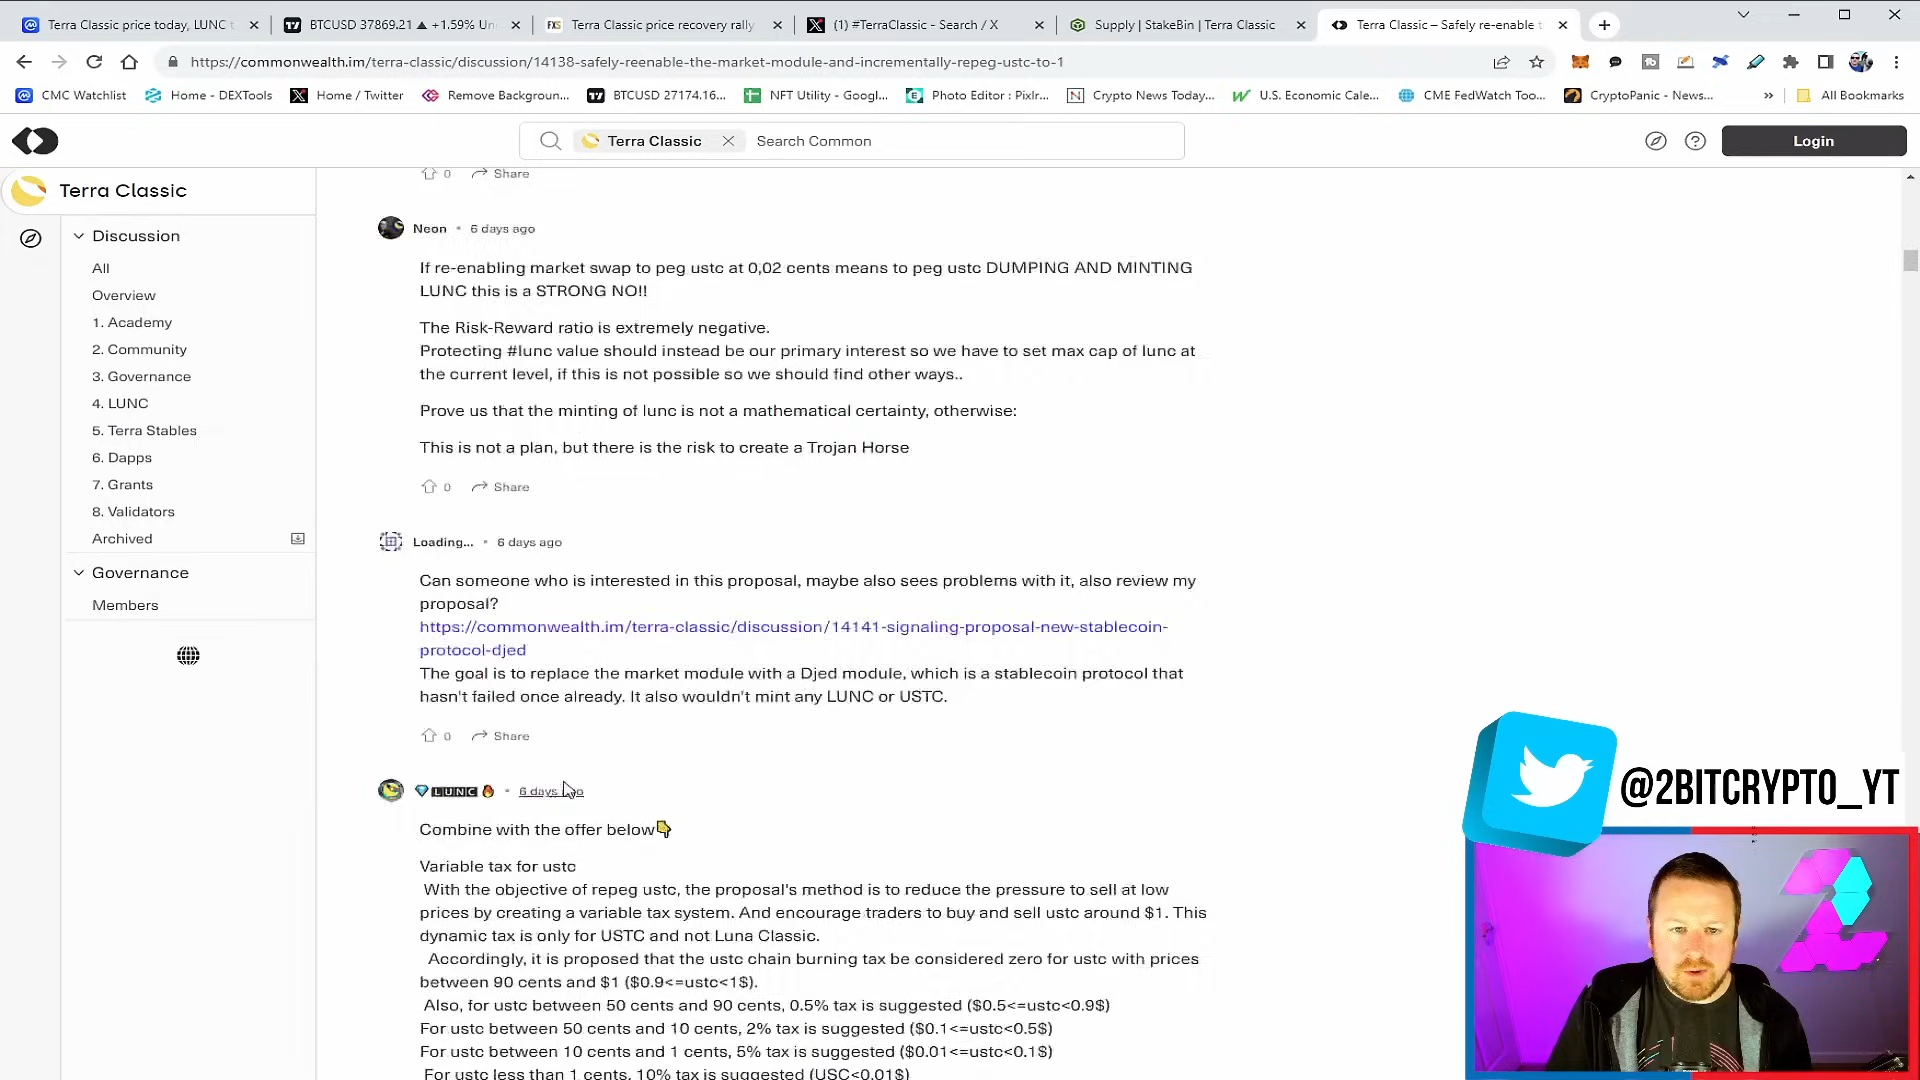 Terra Classic price today, LUNC t
BTCUSD 37869.21 ▲ +1.59% Un
FXS Terra Classic price recovery rally
(1) #TerraClassic - Search / X
Supply | StakeBin | Terra Classic
Terra Classic – Safely re-enable t
https://commonwealth.im/terra-classic/discussion/14138-safely-reenable-the-market-module-and-incrementally-repeg-ustc-to-1
CMC Watchlist
Home - DEXTools
Home / Twitter
Remove Backgroun...
BTCUSD 27174.16...
NFT Utility - Googl...
Photo Editor : Pixlr...
Crypto News Today...
U.S. Economic Cale...
CME FedWatch Too...
CryptoPanic - News...
» All Bookmarks
Terra Classic
Search Common
Login
Terra Classic
Discussion
All
Overview
1. Academy
2. Community
3. Governance
4. LUNC
5. Terra Stables
6. Dapps
7. Grants
8. Validators
Archived
Governance
Members
0 Share
Neon • 6 days ago
If re-enabling market swap to peg ustc at 0,02 cents means to peg ustc DUMPING AND MINTING
LUNC this is a STRONG NO!!
The Risk-Reward ratio is extremely negative.
Protecting #lunc value should instead be our primary interest so we have to set max cap of lunc at
the current level, if this is not possible so we should find other ways..
Prove us that the minting of lunc is not a mathematical certainty, otherwise:
This is not a plan, but there is the risk to create a Trojan Horse
0 Share
Loading... • 6 days ago
Can someone who is interested in this proposal, maybe also sees problems with it, also review my
proposal?
https://commonwealth.im/terra-classic/discussion/14141-signaling-proposal-new-stablecoin-
protocol-djed
The goal is to replace the market module with a Djed module, which is a stablecoin protocol that
hasn't failed once already. It also wouldn't mint any LUNC or USTC.
0 Share
💎LUNC🔥 • 6 days ago
Combine with the offer below👇
Variable tax for ustc
With the objective of repeg ustc, the proposal's method is to reduce the pressure to sell at low
prices by creating a variable tax system. And encourage traders to buy and sell ustc around $1. This
dynamic tax is only for USTC and not Luna Classic.
Accordingly, it is proposed that the ustc chain burning tax be considered zero for ustc with prices
between 90 cents and $1 ($0.9<=ustc<1$).
Also, for ustc between 50 cents and 90 cents, 0.5% tax is suggested ($0.5<=ustc<0.9$)
For ustc between 50 cents and 10 cents, 2% tax is suggested ($0.1<=ustc<0.5$)
For ustc between 10 cents and 1 cents, 5% tax is suggested ($0.01<=ustc<0.1$)
For ustc less than 1 cents, 10% tax is suggested (USC<0.01$)
@2BITCRYPTO_YT